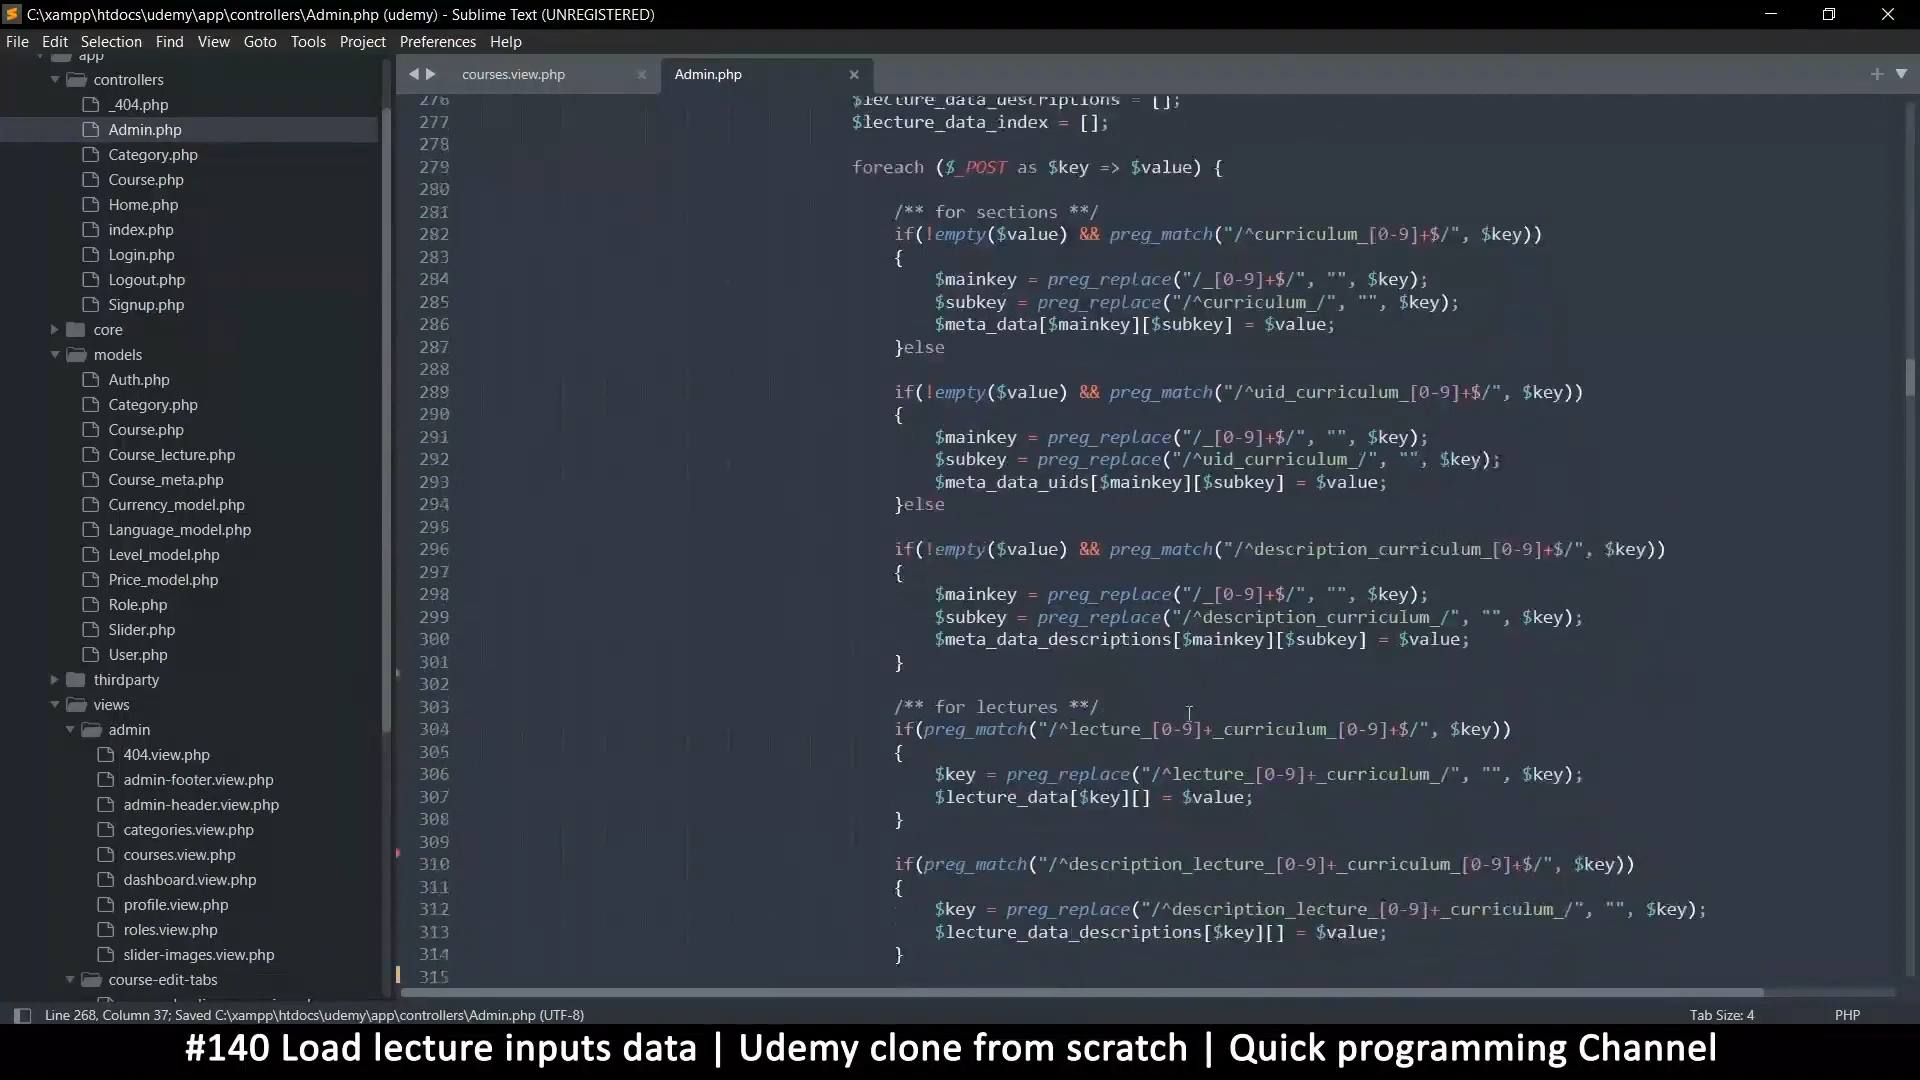 C:\xampp\htdocs\udemy\app\controllers\Admin.php (udemy) - Sublime Text (UNREGISTERED)
File Edit Selection Find View Goto Tools Project Preferences Help
app
controllers
_404.php
Admin.php
Category.php
Course.php
Home.php
index.php
Login.php
Logout.php
Signup.php
core
models
Auth.php
Category.php
Course.php
Course_lecture.php
Course_meta.php
Currency_model.php
Language_model.php
Level_model.php
Price_model.php
Role.php
Slider.php
User.php
thirdparty
views
admin
404.view.php
admin-footer.view.php
admin-header.view.php
categories.view.php
courses.view.php
dashboard.view.php
profile.view.php
roles.view.php
slider-images.view.php
course-edit-tabs
courses.view.php
Admin.php
276 $lecture_data_descriptions = [];
277 $lecture_data_index = [];
278
279 foreach ($_POST as $key => $value) {
280
281 /** for sections **/
282 if(!empty($value) && preg_match("/^curriculum_[0-9]+$/", $key))
283 {
284 $mainkey = preg_replace("/_[0-9]+$/", "", $key);
285 $subkey = preg_replace("/^curriculum_/", "", $key);
286 $meta_data[$mainkey][$subkey] = $value;
287 }else
288
289 if(!empty($value) && preg_match("/^uid_curriculum_[0-9]+$/", $key))
290 {
291 $mainkey = preg_replace("/_[0-9]+$/", "", $key);
292 $subkey = preg_replace("/^uid_curriculum_/", "", $key);
293 $meta_data_uids[$mainkey][$subkey] = $value;
294 }else
295
296 if(!empty($value) && preg_match("/^description_curriculum_[0-9]+$/", $key))
297 {
298 $mainkey = preg_replace("/_[0-9]+$/", "", $key);
299 $subkey = preg_replace("/^description_curriculum_/", "", $key);
300 $meta_data_descriptions[$mainkey][$subkey] = $value;
301 }
302
303 /** for lectures **/
304 if(preg_match("/^lecture_[0-9]+_curriculum_[0-9]+$/", $key))
305 {
306 $key = preg_replace("/^lecture_[0-9]+_curriculum_/", "", $key);
307 $lecture_data[$key][] = $value;
308 }
309
310 if(preg_match("/^description_lecture_[0-9]+_curriculum_[0-9]+$/", $key))
311 {
312 $key = preg_replace("/^description_lecture_[0-9]+_curriculum_/", "", $key);
313 $lecture_data_descriptions[$key][] = $value;
314 }
315
Line 268, Column 37; Saved C:\xampp\htdocs\udemy\app\controllers\Admin.php (UTF-8)
Tab Size: 4
PHP
#140 Load lecture inputs data | Udemy clone from scratch | Quick programming Channel